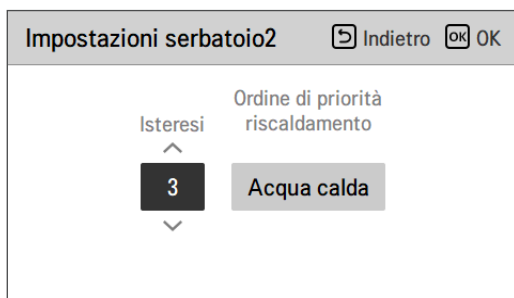 Impostazioni serbatoio2 Indietro OK OK
Ordine di priorità
Isteresi riscaldamento
3 Acqua calda